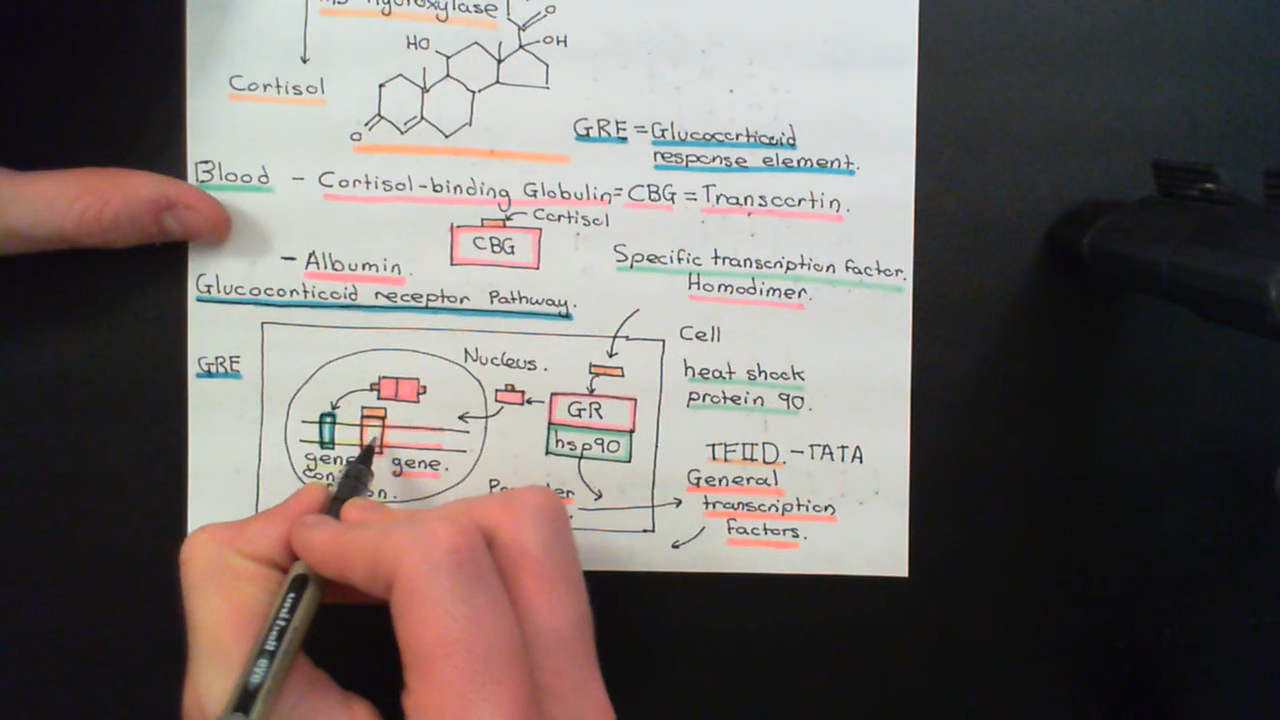 Hydroxylase
O
HO
OH
Cortisol
O
GRE = Glucocorticoid
response element.
Blood - Cortisol-binding Globulin = CBG = Transcortin.
Cortisol
CBG
- Albumin.
Specific transcription factor.
Homodimer.
Glucocorticoid receptor Pathway.
Cell
GRE
Nucleus.
heat shock
protein 90.
GR
hsp90
gene
gene.
TFIID. - TATA
General
transcription
factors.